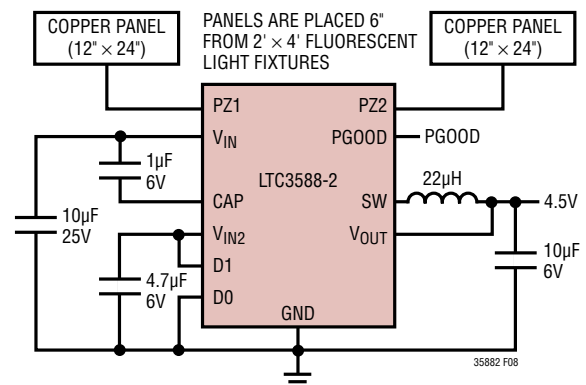 COPPER PANEL
(12" × 24")
PANELS ARE PLACED 6"
FROM 2' × 4' FLUORESCENT
LIGHT FIXTURES
COPPER PANEL
(12" × 24")
PZ1
PZ2
VIN
PGOOD
PGOOD
1µF
6V
LTC3588-2
22µH
CAP
SW
4.5V
10µF
25V
VIN2
VOUT
10µF
6V
4.7µF
6V
D1
D0
GND
35882 F08